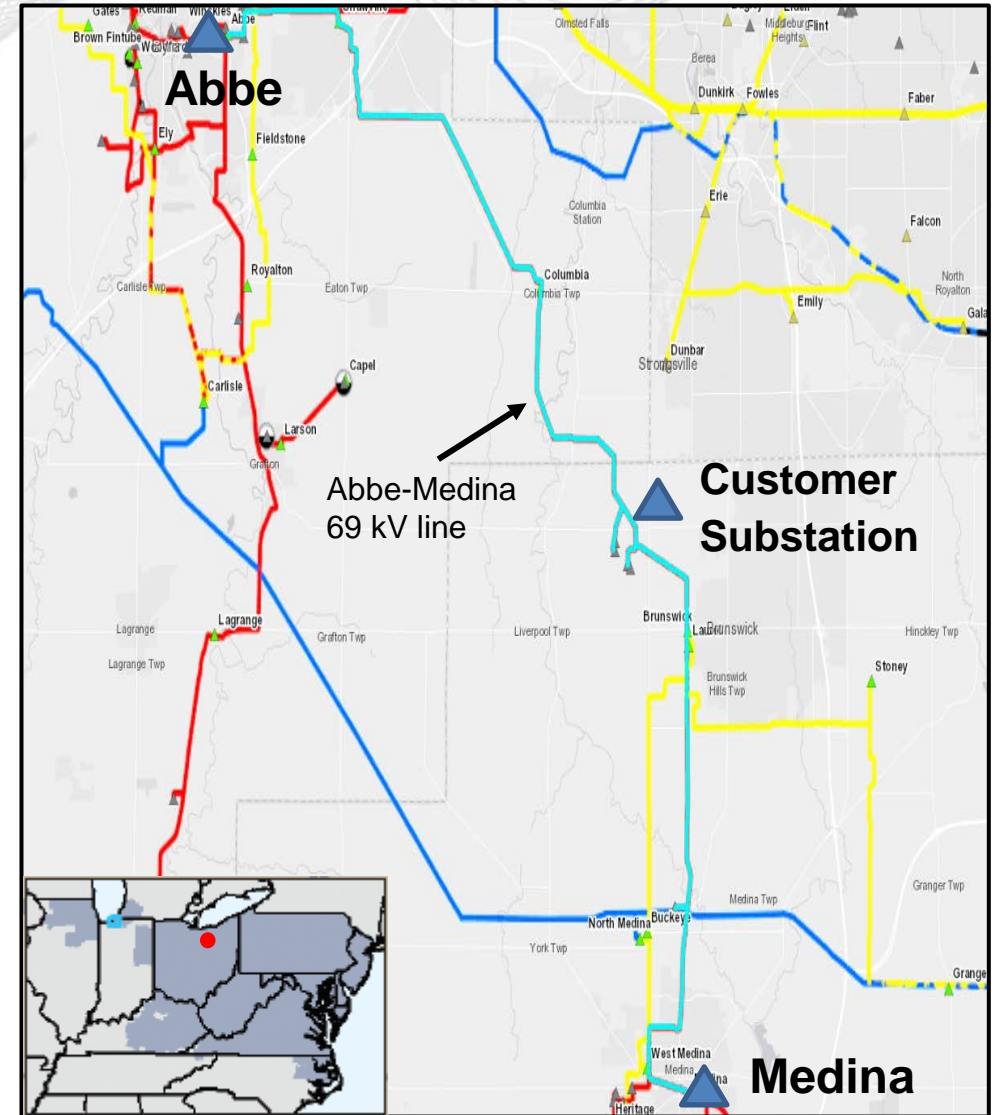 Olmsted Falls
Middleburg
Heights
Flint
Abbe
Brown Fintube
Abbe
Berea
Dunkirk
Fowles
Faber
Ely
Fieldstone
Erie
Columbia
Station
Falcon
Royalton
Columbia
North
Royalton
Carlisle Twp
Eaton Twp
Columbia Twp
Emily
Dunbar
Strongsville
Capel
Carlisle
Larson
Grafton
Abbe-Medina
69 kV line
Customer
Substation
Lagrange
Brunswick
Lagrange
Grafton Twp
Liverpool Twp
Brunswick
Hinckley Twp
Lagrange Twp
Stoney
Brunswick
Hills Twp
Granger Twp
Medina Twp
North Medina
Buckeye
York Twp
West Medina
Medina
Medina
Heritage